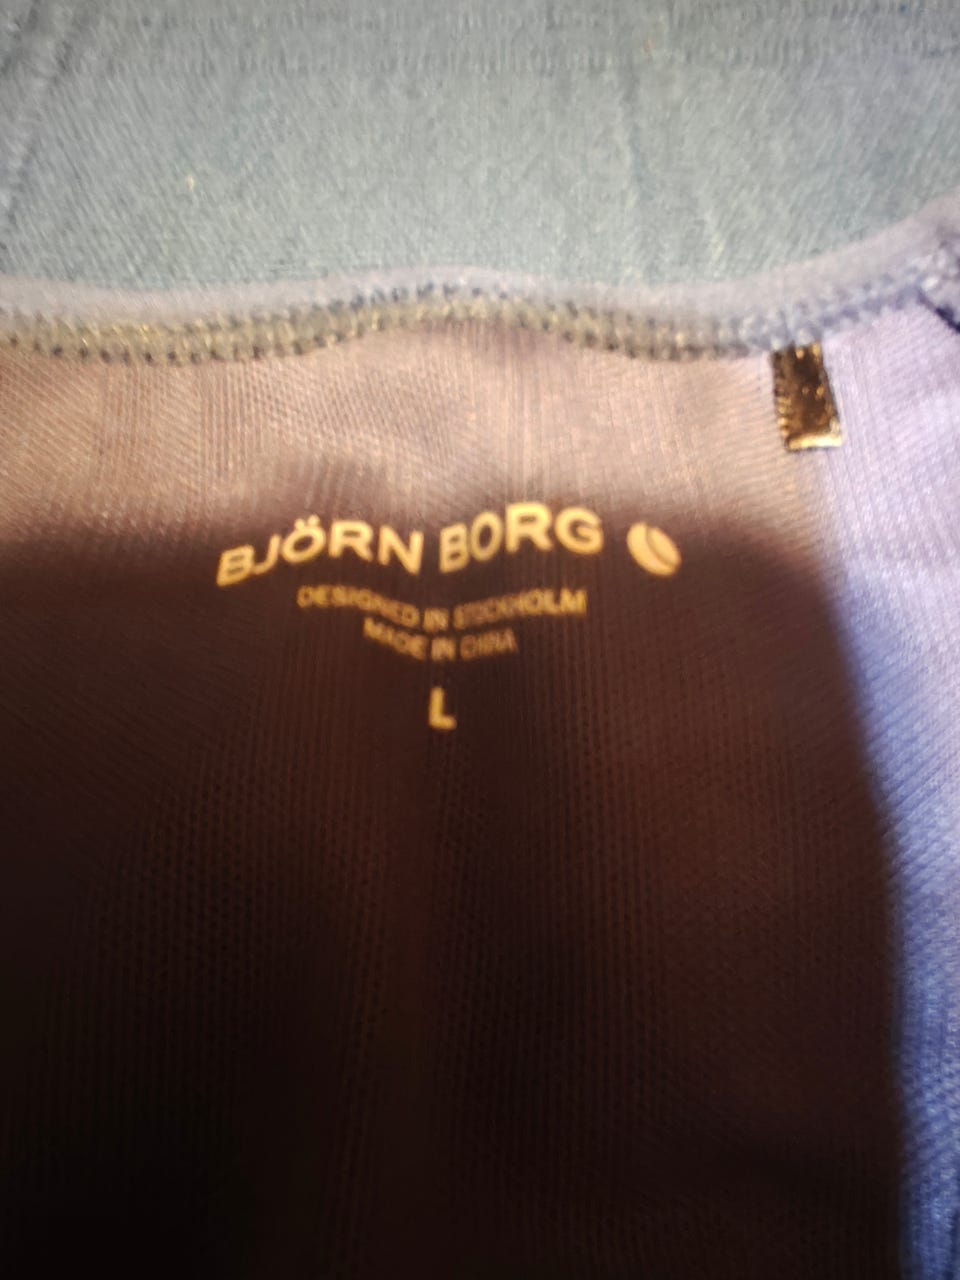 BJÖRN BORG
DESIGNED IN STOCKHOLM
MADE IN CHINA
L